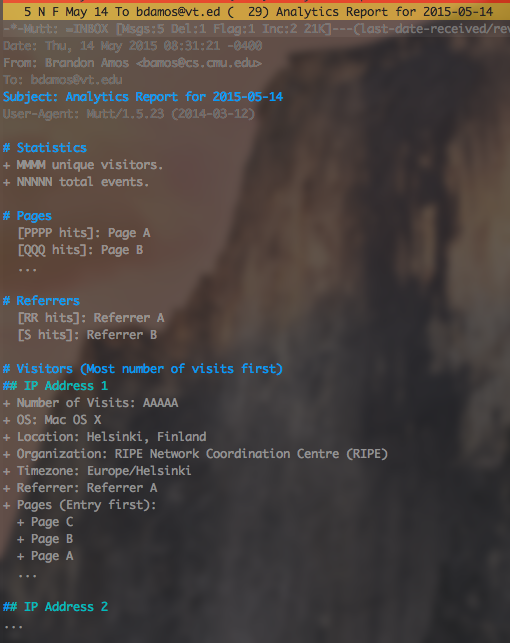 5 N F May 14 To bdamos@vt.ed (  29) Analytics Report for 2015-05-14
-*-Mutt: =INBOX [Msgs:5 Del:1 Flag:1 Inc:2 21K]---(last-date-received/rev
Date: Thu, 14 May 2015 08:31:21 -0400
From: Brandon Amos <bamos@cs.cmu.edu>
To: bdamos@vt.edu
Subject: Analytics Report for 2015-05-14
User-Agent: Mutt/1.5.23 (2014-03-12)
# Statistics
+ MMMM unique visitors.
+ NNNNN total events.
# Pages
[PPPP hits]: Page A
[QQQ hits]: Page B
...
# Referrers
[RR hits]: Referrer A
[S hits]: Referrer B
# Visitors (Most number of visits first)
## IP Address 1
+ Number of Visits: AAAAA
+ OS: Mac OS X
+ Location: Helsinki, Finland
+ Organization: RIPE Network Coordination Centre (RIPE)
+ Timezone: Europe/Helsinki
+ Referrer: Referrer A
+ Pages (Entry first):
+ Page C
+ Page B
+ Page A
...
## IP Address 2
...